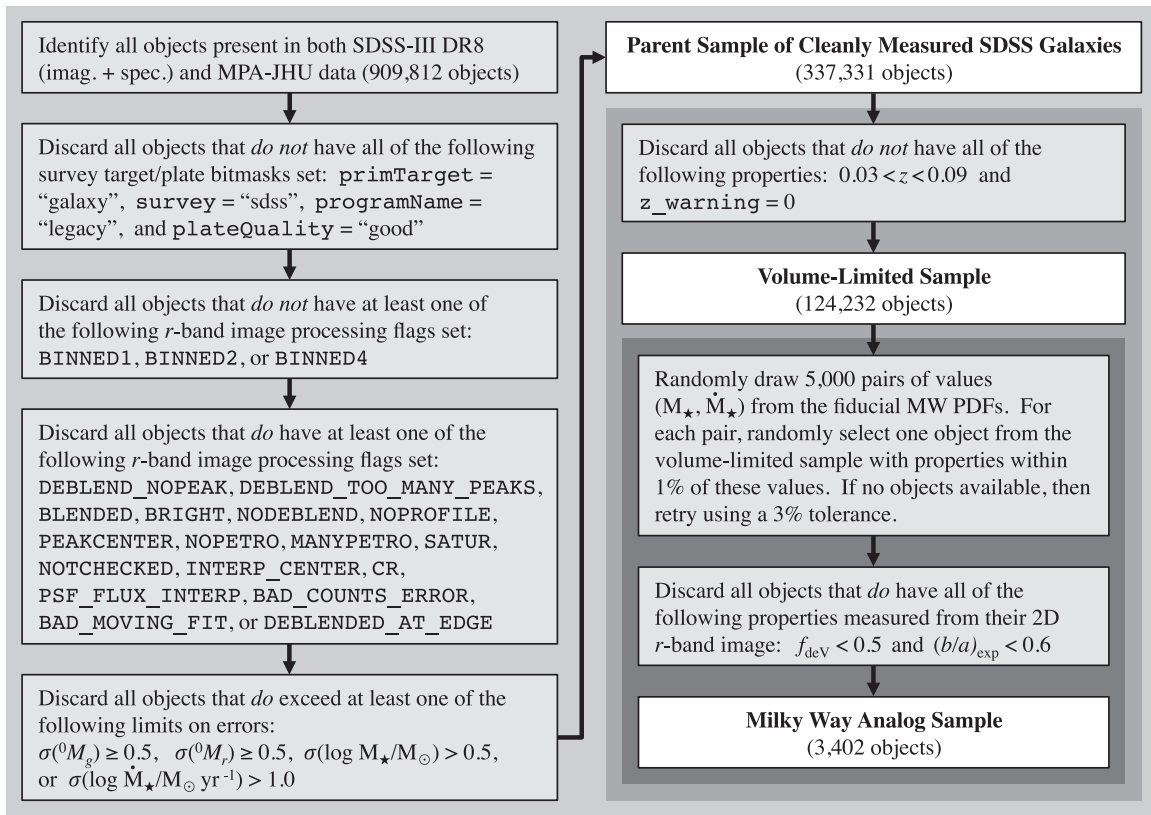 Identify all objects present in both SDSS-III DR8
(imag. + spec.) and MPA-JHU data (909,812 objects)
Discard all objects that do not have all of the following
survey target/plate bitmasks set: primTarget =
“galaxy”, survey = “sdss”, programName =
“legacy”, and plateQuality = “good”
Discard all objects that do not have at least one of
the following r-band image processing flags set:
BINNED1, BINNED2, or BINNED4
Discard all objects that do have at least one of the
following r-band image processing flags set:
DEBLEND_NOPEAK, DEBLEND_TOO_MANY_PEAKS,
BLENDED, BRIGHT, NODEBLEND, NOPROFILE,
PEAKCENTER, NOPETRO, MANYPETRO, SATUR,
NOTCHECKED, INTERP_CENTER, CR,
PSF_FLUX_INTERP, BAD_COUNTS_ERROR,
BAD_MOVING_FIT, or DEBLENDED_AT_EDGE
Discard all objects that do exceed at least one of the
following limits on errors:
σ(⁰M_g) ≥ 0.5, σ(⁰M_r) ≥ 0.5, σ(log M★/M⊙) > 0.5,
or σ(log Ṁ★/M⊙ yr⁻¹) > 1.0
Parent Sample of Cleanly Measured SDSS Galaxies
(337,331 objects)
Discard all objects that do not have all of the
following properties: 0.03 < z < 0.09 and
z_warning = 0
Volume-Limited Sample
(124,232 objects)
Randomly draw 5,000 pairs of values
(M★, Ṁ★) from the fiducial MW PDFs. For
each pair, randomly select one object from the
volume-limited sample with properties within
1% of these values. If no objects available, then
retry using a 3% tolerance.
Discard all objects that do have all of the
following properties measured from their 2D
r-band image: f_deV < 0.5 and (b/a)_exp < 0.6
Milky Way Analog Sample
(3,402 objects)